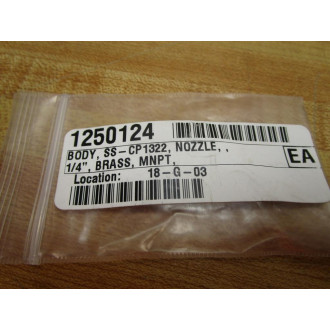 1250124
BODY, SS-CP1322, NOZZLE, ,
1/4", BRASS, MNPT,
EA
Location: 18-G-03